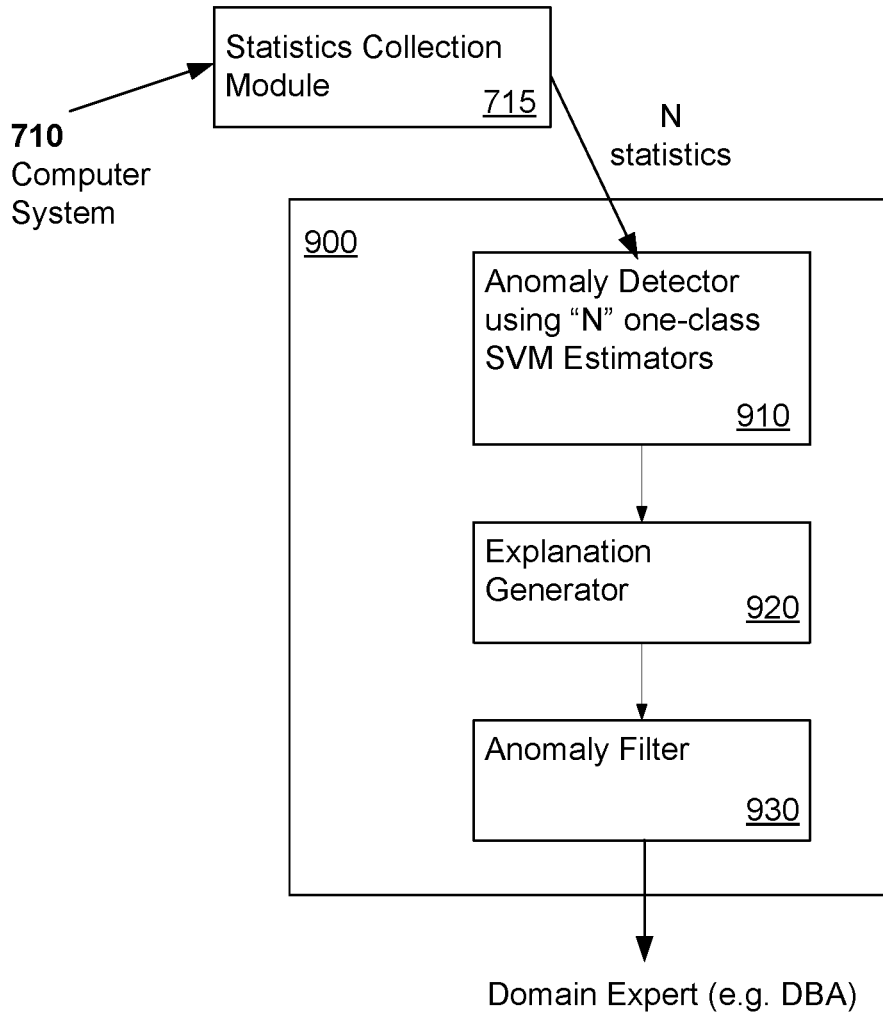 Statistics Collection
Module
715
710
Computer
System
N
statistics
900
Anomaly Detector
using “N” one-class
SVM Estimators
910
Explanation
Generator
920
Anomaly Filter
930
Domain Expert (e.g. DBA)